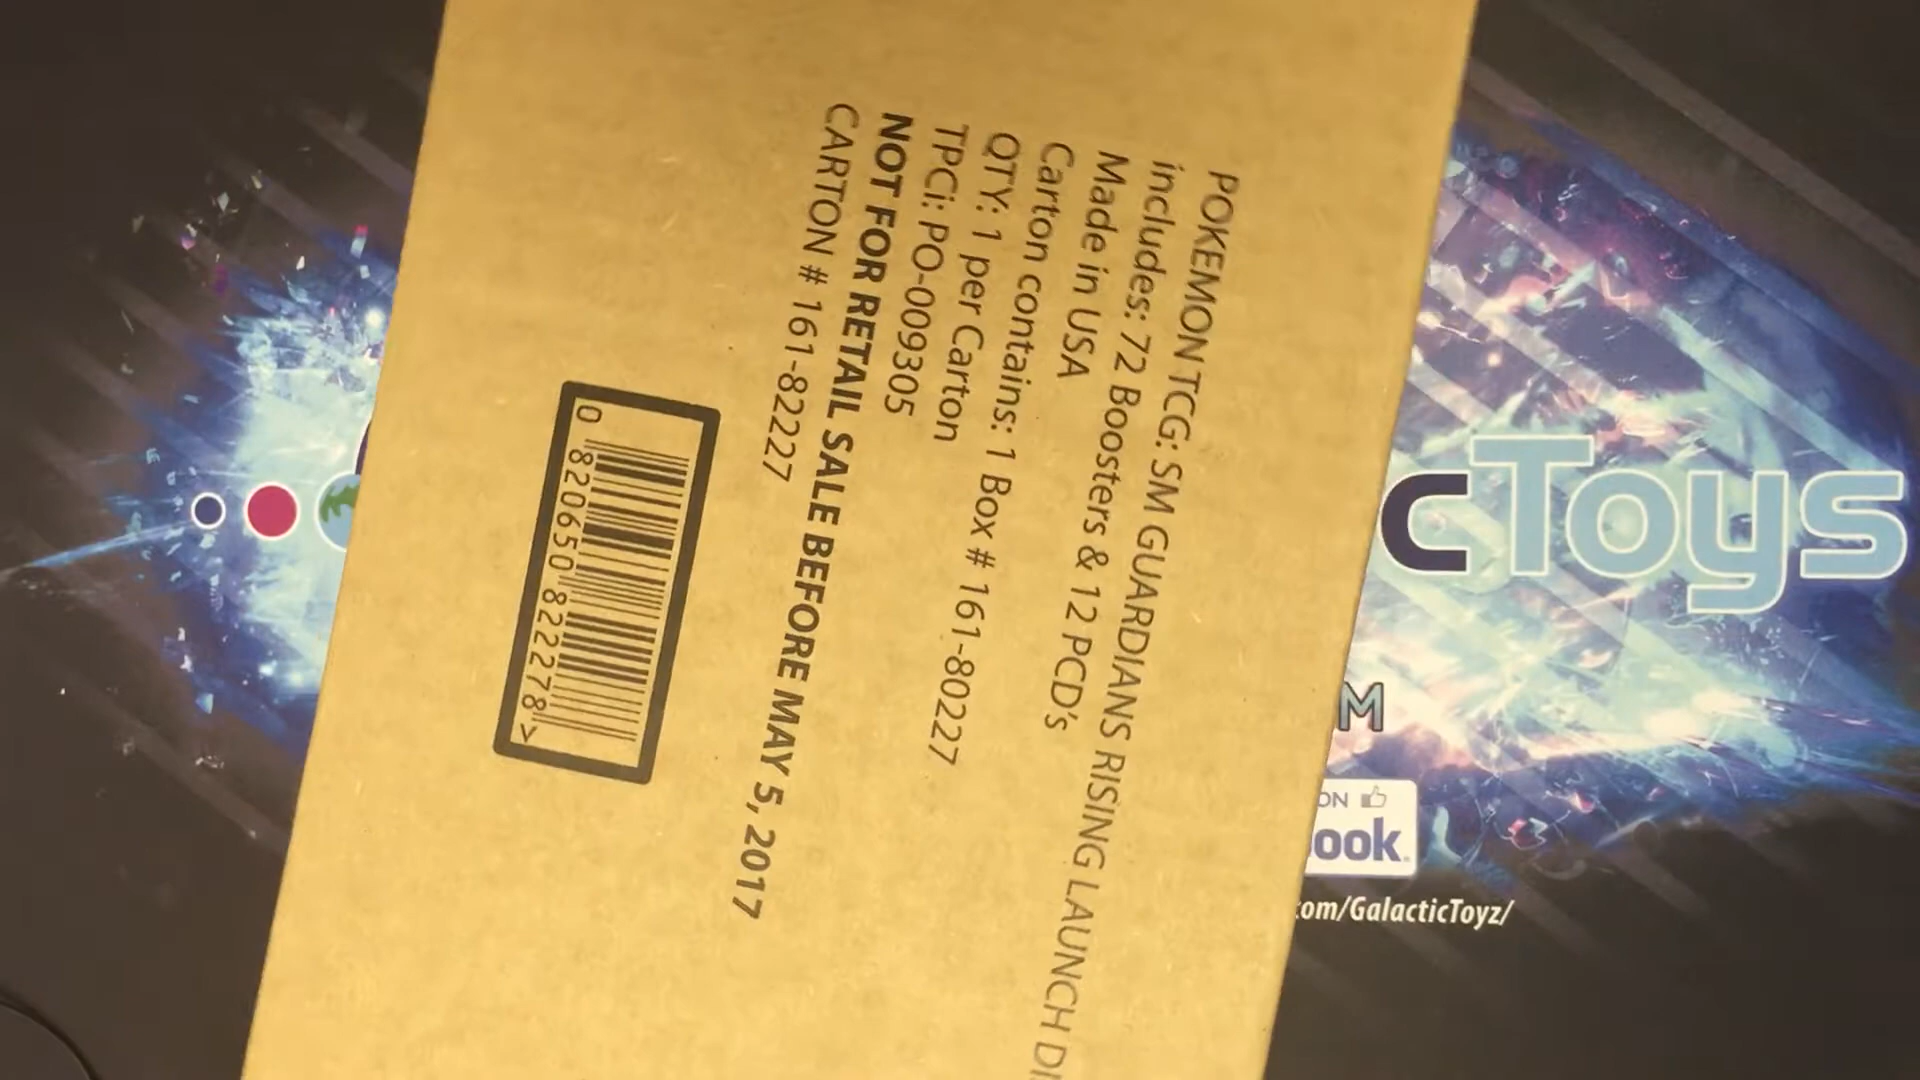 POKEMON TCG: SM GUARDIANS RISING LAUNCH
includes: 72 Boosters & 12 PCD's
Made in USA
Carton contains: 1 Box # 161-80227
QTY: 1 per Carton
TPCi: PO-009305
NOT FOR RETAIL SALE BEFORE MAY 5, 2017
CARTON # 161-82227
0 820650 822278 >
cToys
M
ON
ook.
.com/GalacticToyz/